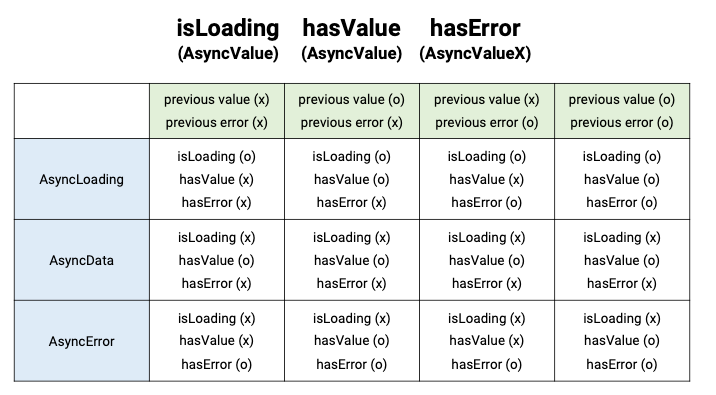 isLoading hasValue hasError
(AsyncValue) (AsyncValue) (AsyncValueX)
previous value (x) previous value (o) previous value (x) previous value (o)
previous error (x) previous error (x) previous error (o) previous error (o)
isLoading (o) isLoading (o) isLoading (o) isLoading (o)
AsyncLoading hasValue (x) hasValue (o) hasValue (x) hasValue (o)
hasError (x) hasError (x) hasError (o) hasError (o)
isLoading (x) isLoading (x) isLoading (x) isLoading (x)
AsyncData hasValue (o) hasValue (o) hasValue (o) hasValue (o)
hasError (x) hasError (x) hasError (x) hasError (x)
isLoading (x) isLoading (x) isLoading (x) isLoading (x)
AsyncError hasValue (x) hasValue (o) hasValue (x) hasValue (o)
hasError (o) hasError (o) hasError (o) hasError (o)